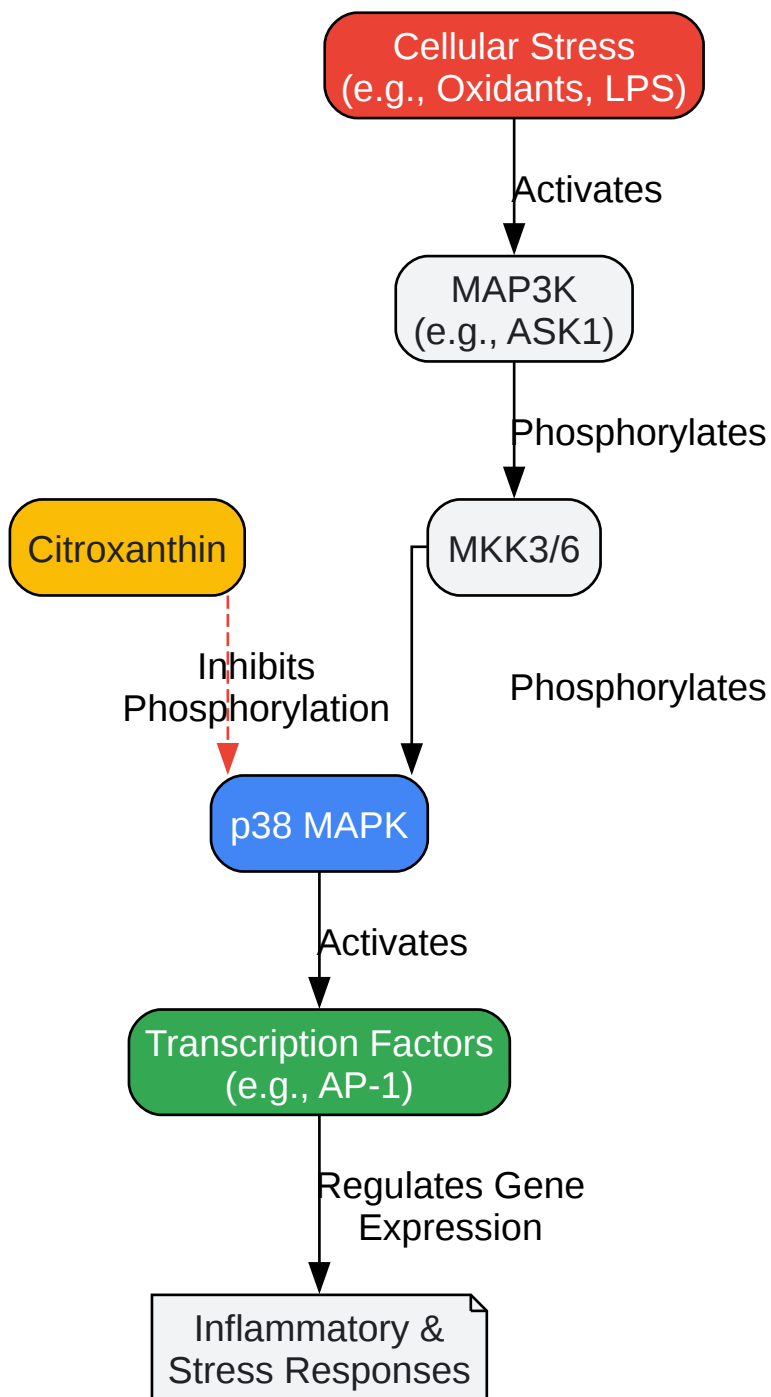 Cellular Stress
(e.g., Oxidants, LPS)
Activates
MAP3K
(e.g., ASK1)
Phosphorylates
Citroxanthin
MKK3/6
Inhibits
Phosphorylation
Phosphorylates
p38 MAPK
Activates
Transcription Factors
(e.g., AP-1)
Regulates Gene
Expression
Inflammatory &
Stress Responses